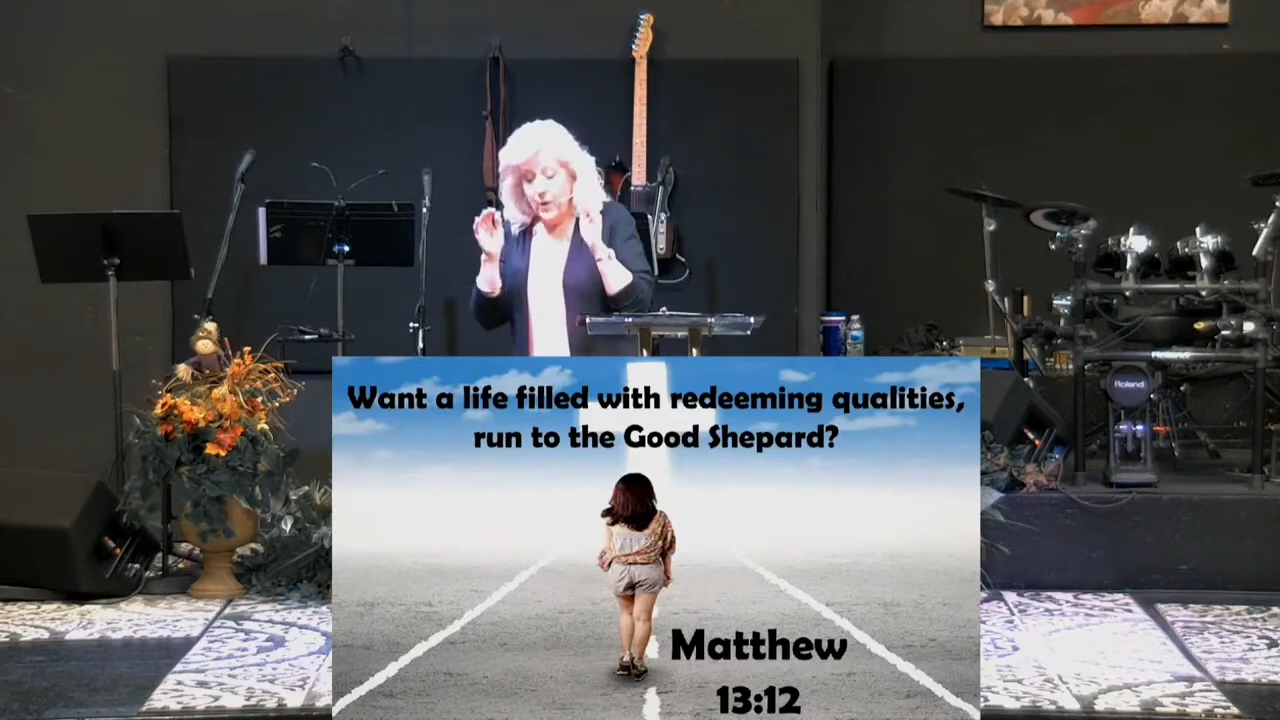 Want a life filled with redeeming qualities,
run to the Good Shepard?
Matthew
13:12
Roland